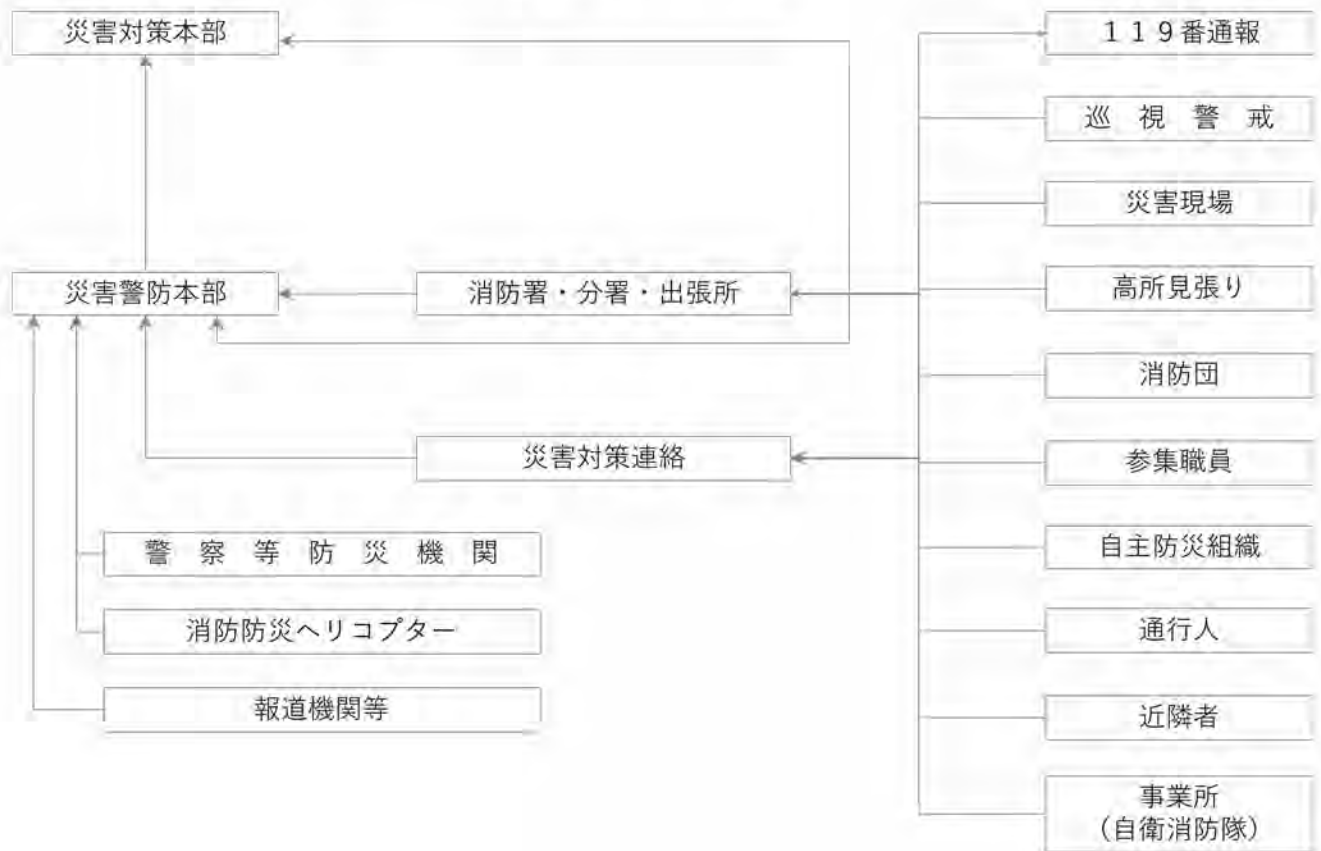 災害対策本部
災害警防本部
消防署・分署・出張所
災害対策連絡
警察等防災機関
消防防災ヘリコプター
報道機関等
１１９番通報
巡視警戒
災害現場
高所見張り
消防団
参集職員
自主防災組織
通行人
近隣者
事業所
（自衛消防隊）